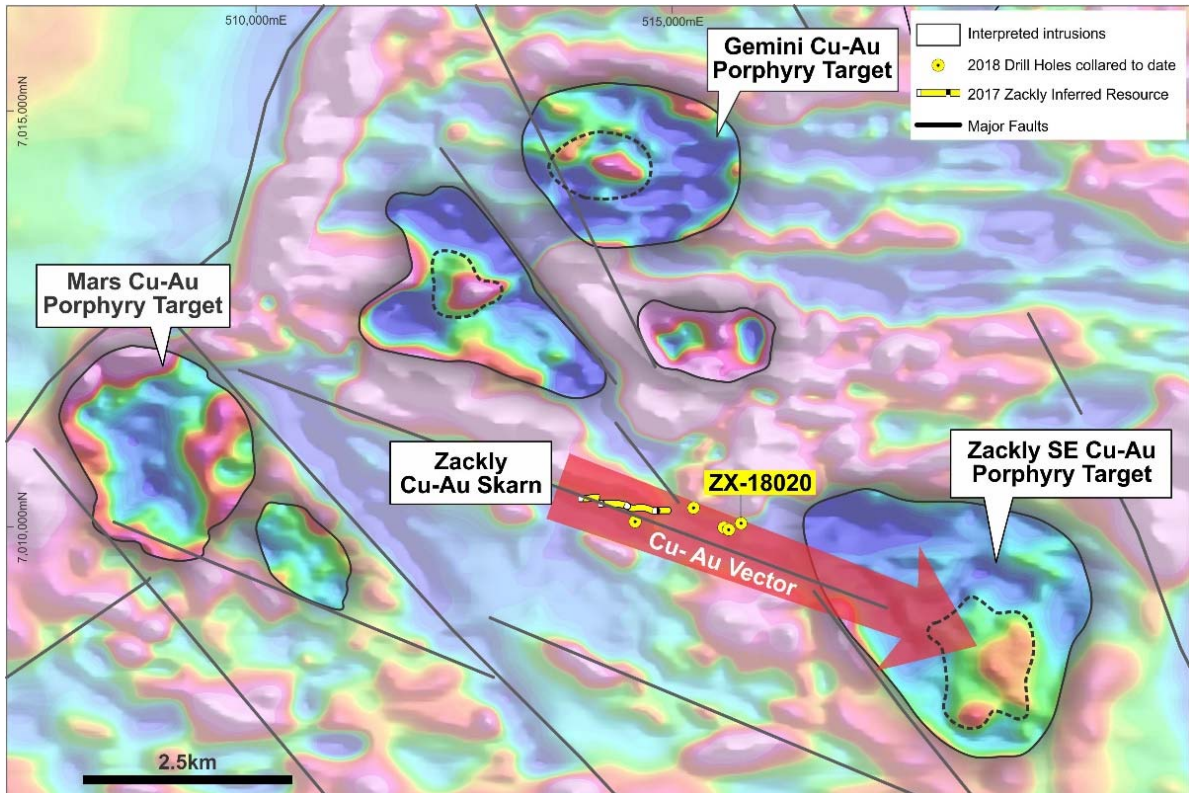 510,000mE
515,000mE
7,015,000mN
7,010,000mN
Gemini Cu-Au
Porphyry Target
Interpreted intrusions
2018 Drill Holes collared to date
2017 Zackly Inferred Resource
Major Faults
Mars Cu-Au
Porphyry Target
Zackly
Cu-Au Skarn
ZX-18020
Zackly SE Cu-Au
Porphyry Target
Cu- Au Vector
2.5km